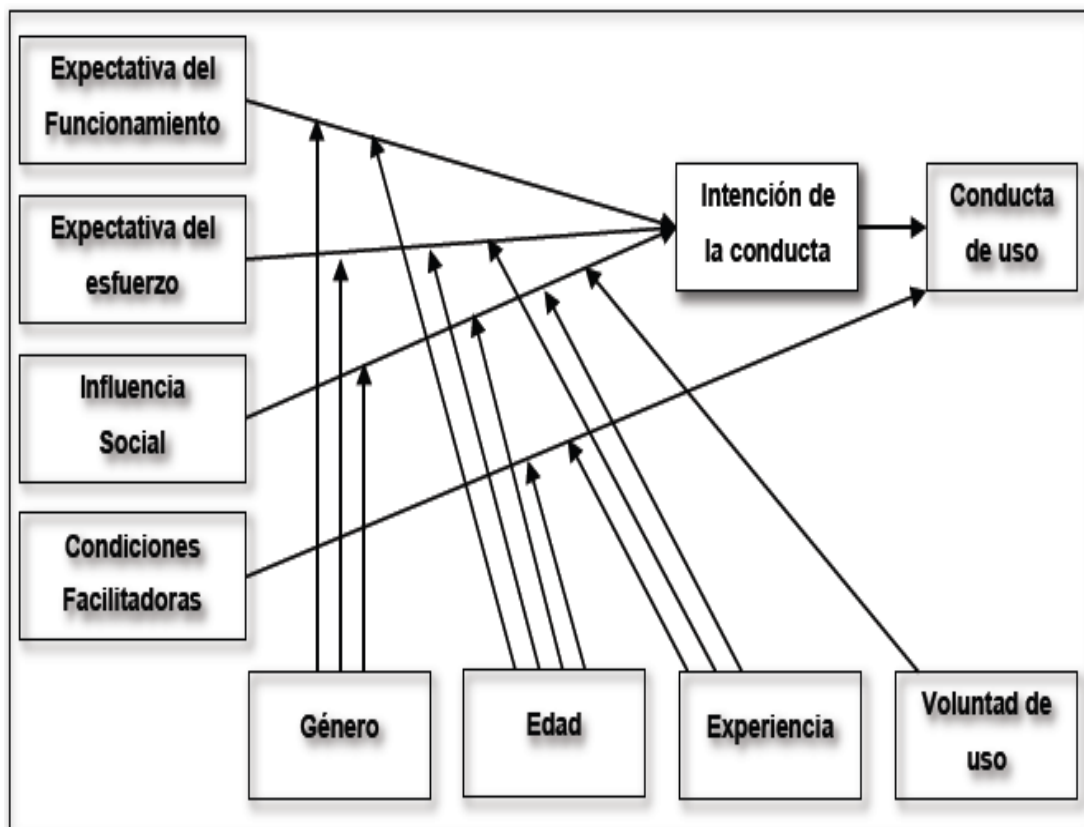 Expectativa del
Funcionamiento
Expectativa del
esfuerzo
Influencia
Social
Condiciones
Facilitadoras
Intención de
la conducta
Conducta
de uso
Género
Edad
Experiencia
Voluntad de
uso